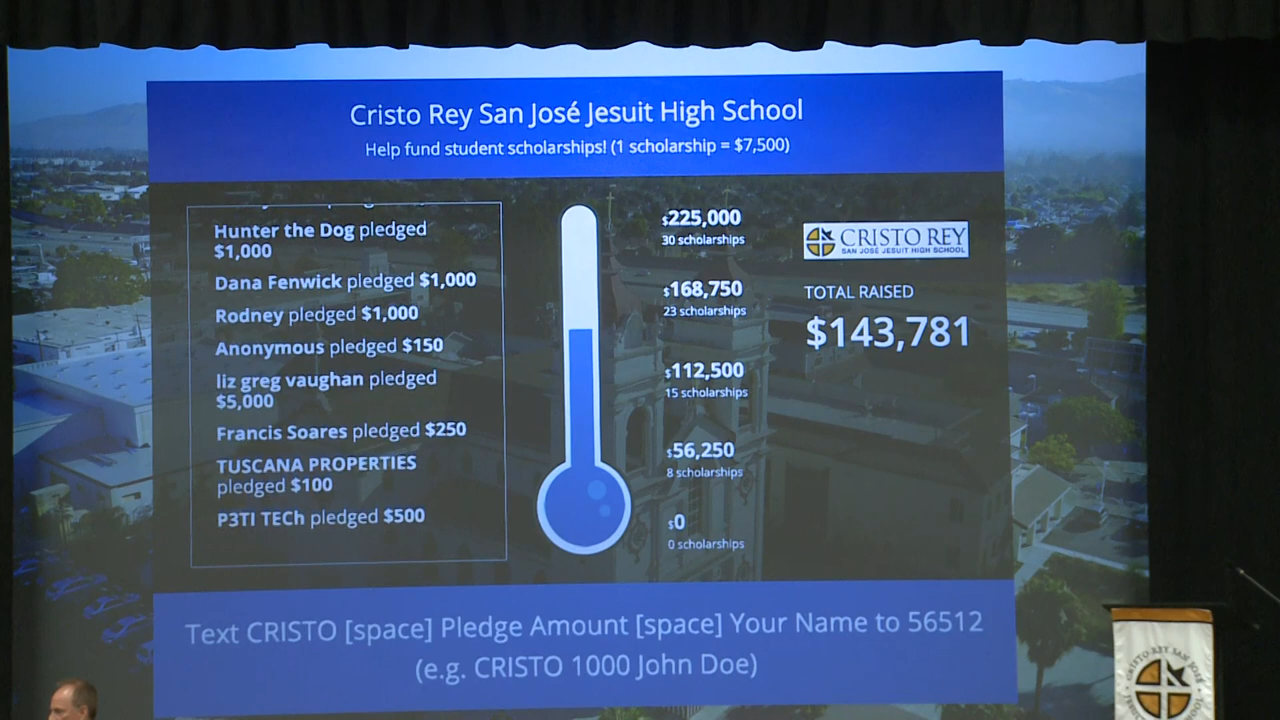 Cristo Rey San José Jesuit High School
Help fund student scholarships! (1 scholarship = $7,500)
Hunter the Dog pledged
$1,000
Dana Fenwick pledged $1,000
Rodney pledged $1,000
Anonymous pledged $150
liz greg vaughan pledged
$5,000
Francis Soares pledged $250
TUSCANA PROPERTIES
pledged $100
P3TI TECh pledged $500
$225,000
30 scholarships
$168,750
23 scholarships
$112,500
15 scholarships
$56,250
8 scholarships
$0
0 scholarships
CRISTO REY
SAN JOSÉ JESUIT HIGH SCHOOL
TOTAL RAISED
$143,781
Text CRISTO [space] Pledge Amount [space] Your Name to 56512
(e.g. CRISTO 1000 John Doe)
CRISTO REY SAN JOSÉ